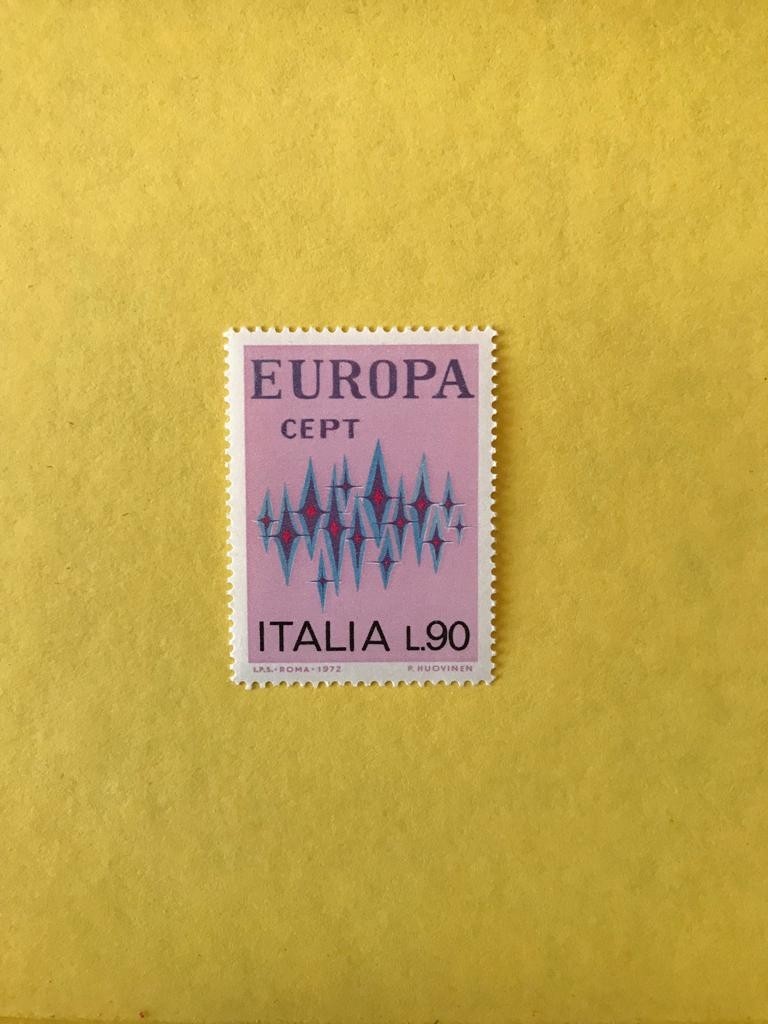 EUROPA
CEPT
ITALIA L.90
I.P.S. • ROMA • 1972 P. HUOVINEN